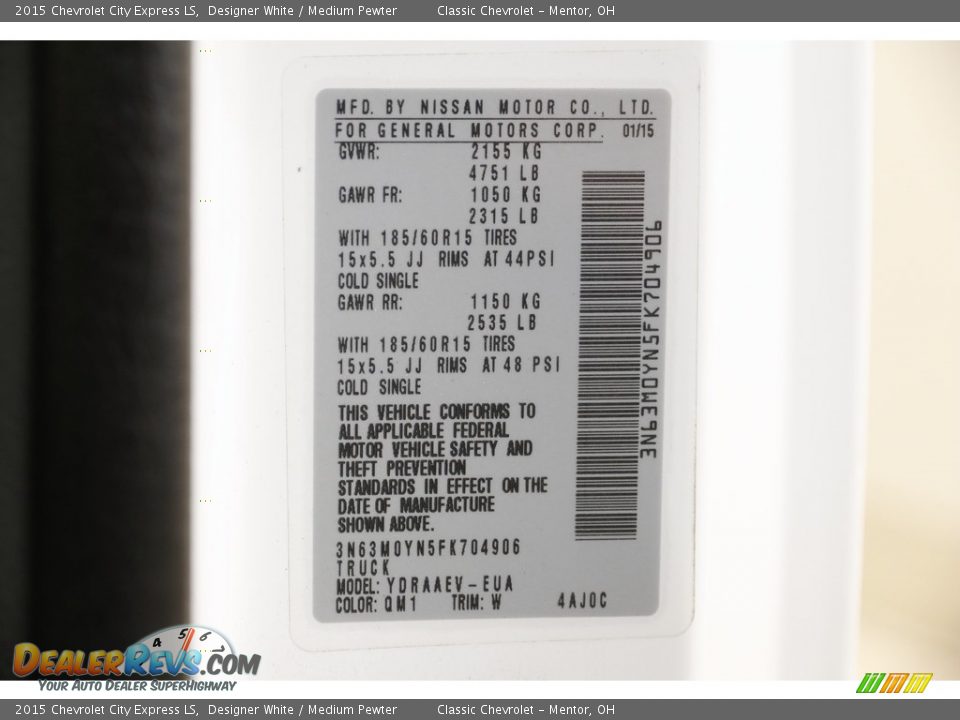 2015 Chevrolet City Express LS, Designer White / Medium Pewter Classic Chevrolet - Mentor, OH
MFD. BY NISSAN MOTOR CO., LTD.
FOR GENERAL MOTORS CORP. 01/15
GVWR: 2155 KG
4751 LB
GAWR FR: 1050 KG
2315 LB
WITH 185/60R15 TIRES
15x5.5 JJ RIMS AT 44PSI
COLD SINGLE
GAWR RR: 1150 KG
2535 LB
WITH 185/60R15 TIRES
15x5.5 JJ RIMS AT 48 PSI
COLD SINGLE
THIS VEHICLE CONFORMS TO
ALL APPLICABLE FEDERAL
MOTOR VEHICLE SAFETY AND
THEFT PREVENTION
STANDARDS IN EFFECT ON THE
DATE OF MANUFACTURE
SHOWN ABOVE.
3N63M0YN5FK704906
TRUCK
MODEL: YDRAAEV-EUA
COLOR: QM1 TRIM: W 4AJ0C
3N63M0YN5FK704906
4 5 6
DEALERREVS.COM
YOUR AUTO DEALER SUPERHIGHWAY
2015 Chevrolet City Express LS, Designer White / Medium Pewter Classic Chevrolet - Mentor, OH